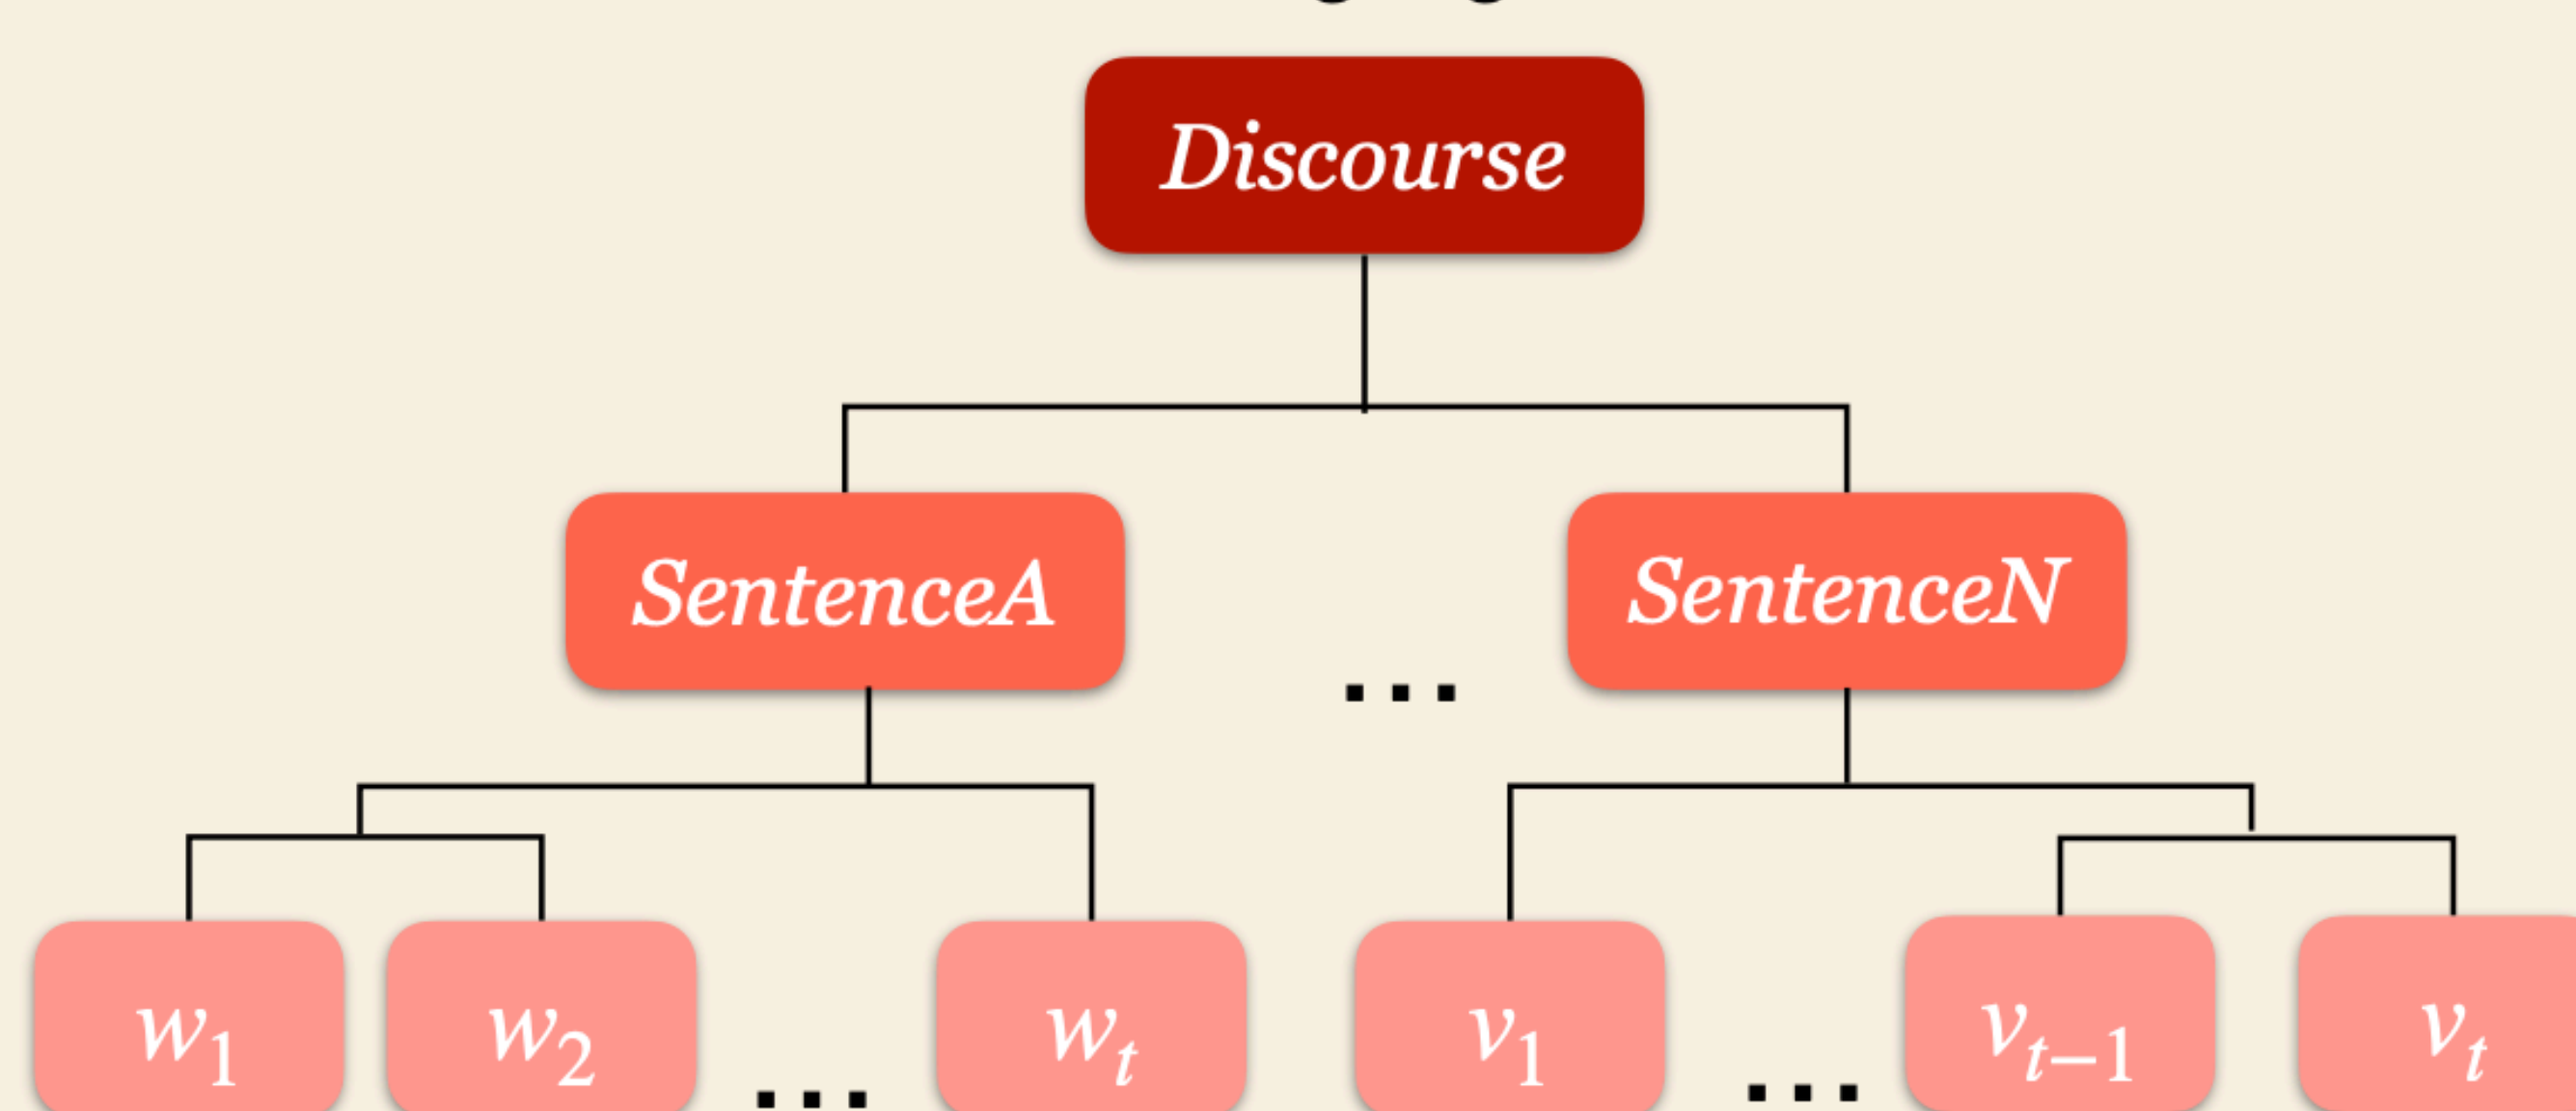 Discourse
SentenceA ... SentenceN
w₁ w₂ ... wₜ v₁ ... vₜ₋₁ vₜ